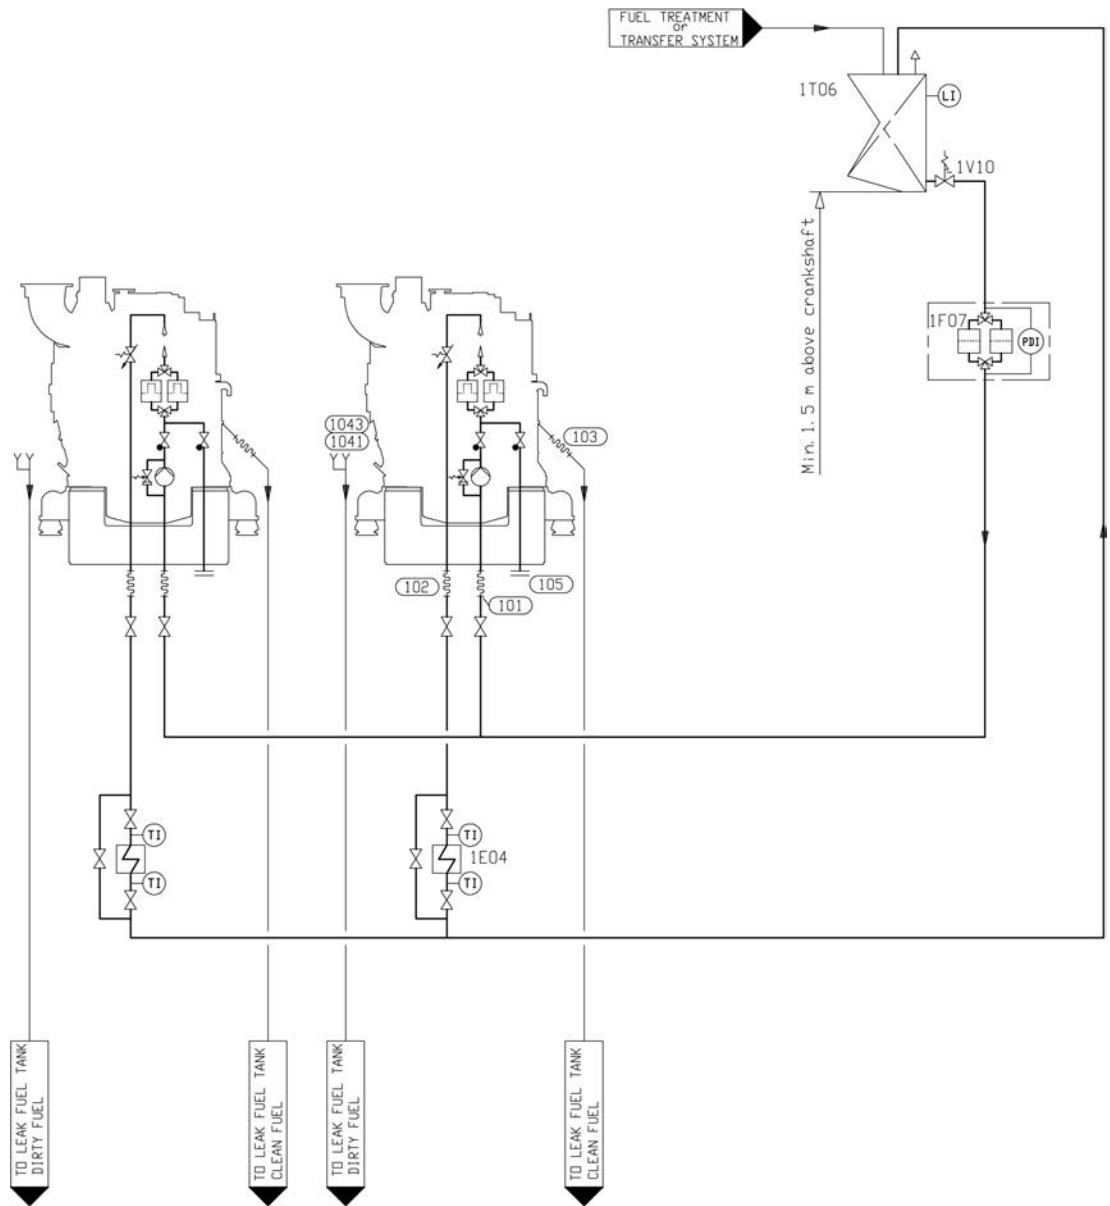 FUEL TREATMENT
or
TRANSFER SYSTEM
1T06
LI
1V10
Min. 1.5 m above crankshaft
1F07
PDI
1043
1041
103
102
105
101
TI
TI
1E04
TI
TI
TO LEAK FUEL TANK
DIRTY FUEL
TO LEAK FUEL TANK
CLEAN FUEL
TO LEAK FUEL TANK
DIRTY FUEL
TO LEAK FUEL TANK
CLEAN FUEL